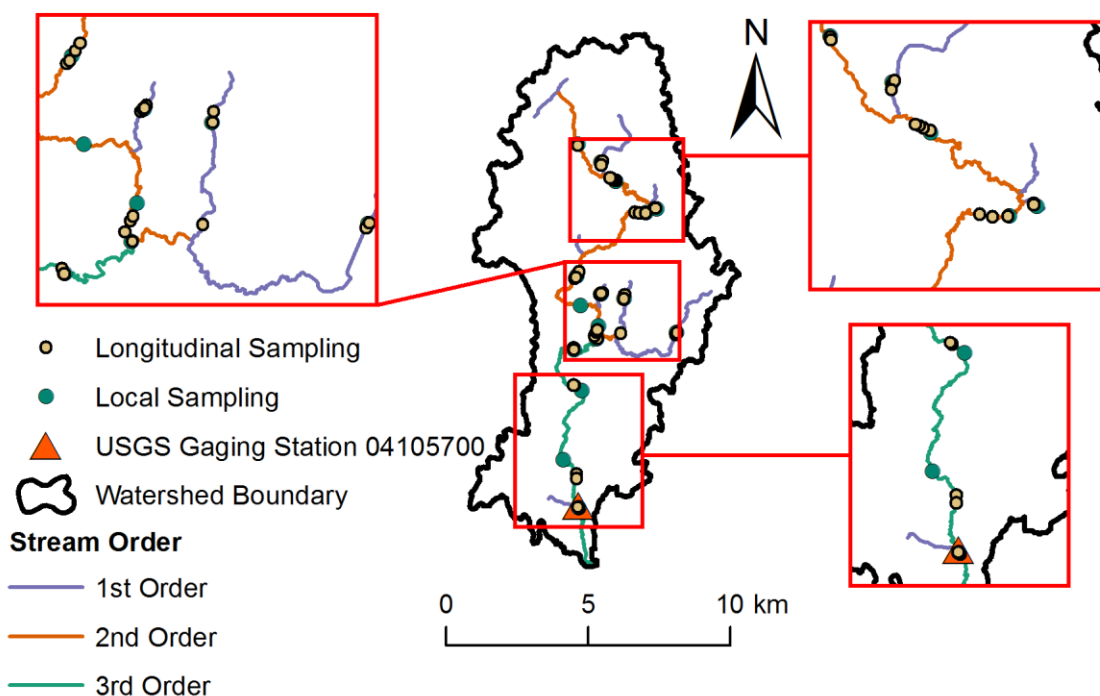 N
Longitudinal Sampling
Local Sampling
USGS Gaging Station 04105700
Watershed Boundary
Stream Order
1st Order
2nd Order
3rd Order
0 5 10 km